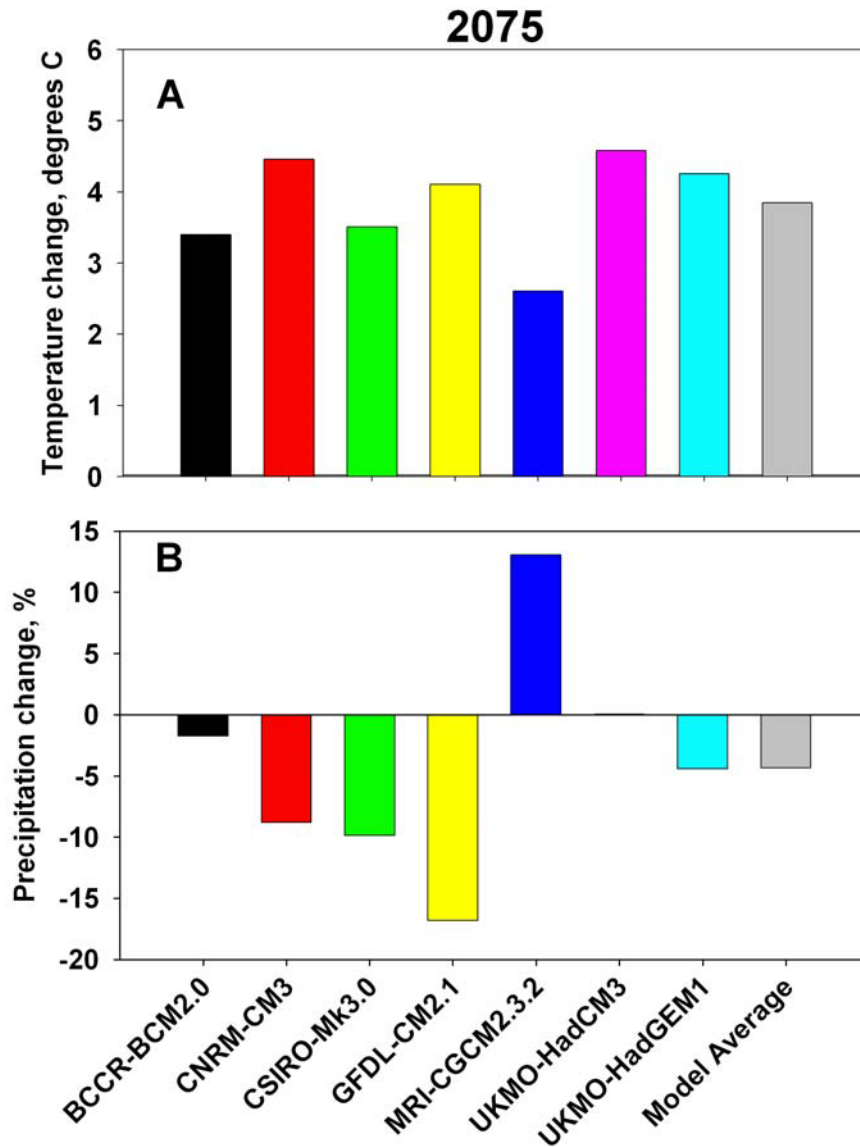 2075
Temperature change, degrees C
A
6
5
4
3
2
1
0
Precipitation change, %
B
15
10
5
0
-5
-10
-15
-20
BCCR-BCM2.0
CNRM-CM3
CSIRO-Mk3.0
GFDL-CM2.1
MRI-CGCM2.3.2
UKMO-HadCM3
UKMO-HadGEM1
Model Average